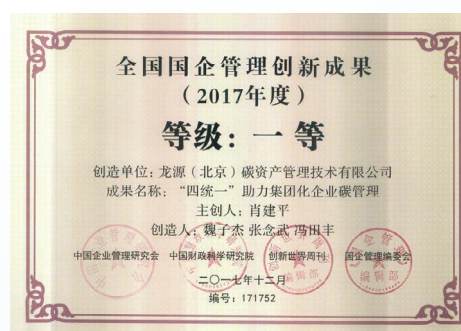 全国国企管理创新成果
（2017年度）
等级：一等
创造单位：龙源（北京）碳资产管理技术有限公司
成果名称：“四统一”助力集团化企业碳管理
主创人：肖建平
创造人：魏子杰 张念武 冯田丰
中国企业管理研究会 中国财政科学研究院 创新世界周刊 国企管理编委会
二〇一七年十二月
编号：171752